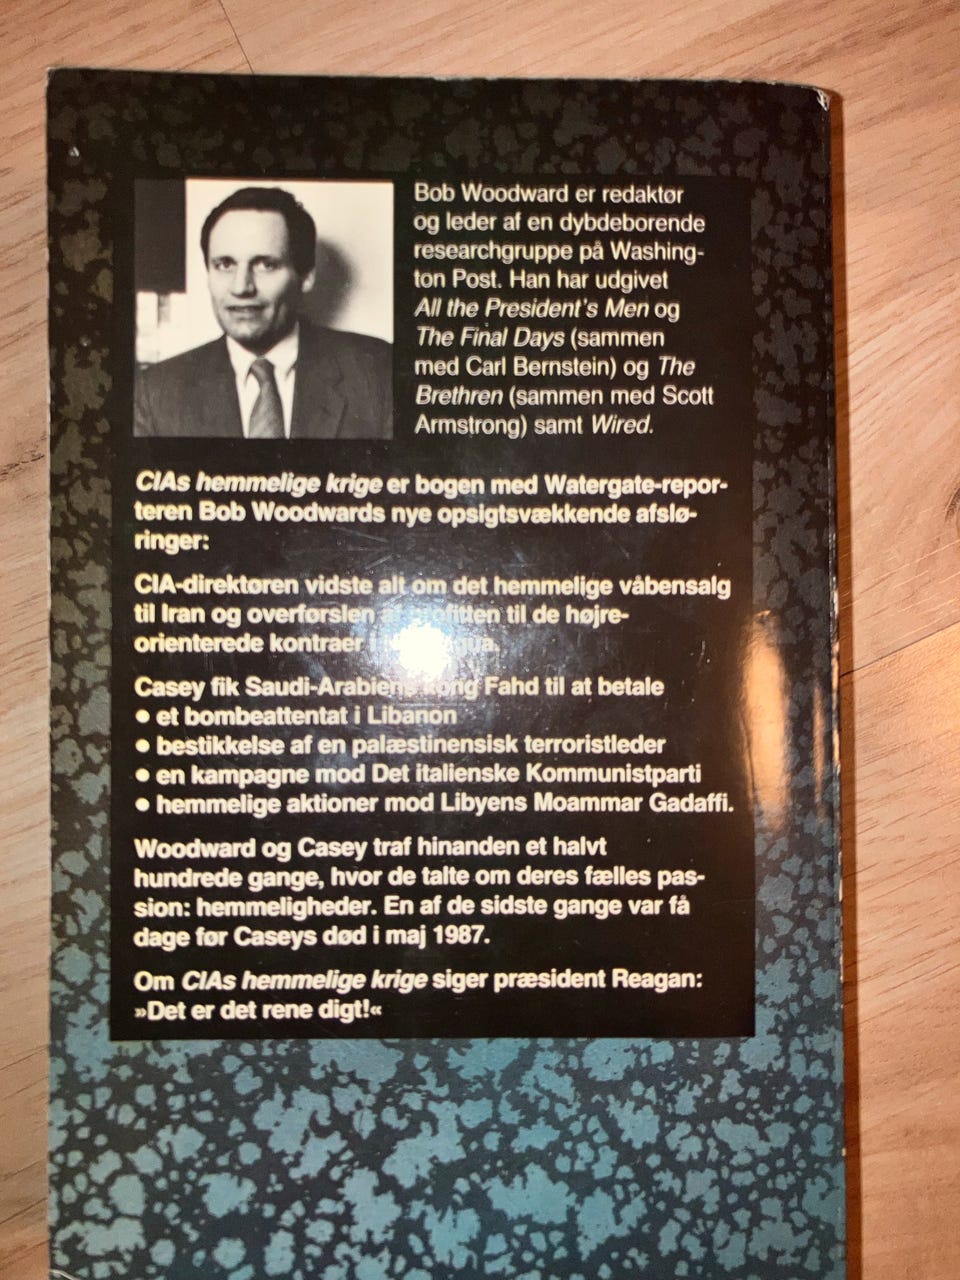 Bob Woodward er redaktør
og leder af en dybdeborende
researchgruppe på Washing-
ton Post. Han har udgivet
All the President's Men og
The Final Days (sammen
med Carl Bernstein) og The
Brethren (sammen med Scott
Armstrong) samt Wired.
CIAs hemmelige krige er bogen med Watergate-repor-
teren Bob Woodwards nye opsigtsvækkende afslø-
ringer:
CIA-direktøren vidste alt om det hemmelige våbensalg
til Iran og overførslen af profitten til de højre-
orienterede kontraer
Casey fik Saudi-Arabiens kong Fahd til at betale
• et bombeattentat i Libanon
• bestikkelse af en palæstinensisk terroristleder
• en kampagne mod Det italienske Kommunistparti
• hemmelige aktioner mod Libyens Moammar Gadaffi.
Woodward og Casey traf hinanden et halvt
hundrede gange, hvor de talte om deres fælles pas-
sion: hemmeligheder. En af de sidste gange var få
dage før Caseys død i maj 1987.
Om CIAs hemmelige krige siger præsident Reagan:
»Det er det rene digt!«